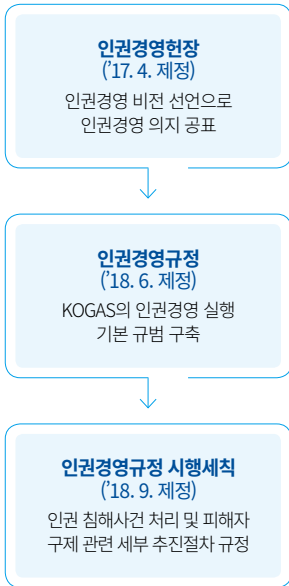 인권경영헌장
('17. 4. 제정)
인권경영 비전 선언으로
인권경영 의지 공표
인권경영규정
('18. 6. 제정)
KOGAS의 인권경영 실행
기본 규범 구축
인권경영규정 시행세칙
('18. 9. 제정)
인권 침해사건 처리 및 피해자
구제 관련 세부 추진절차 규정